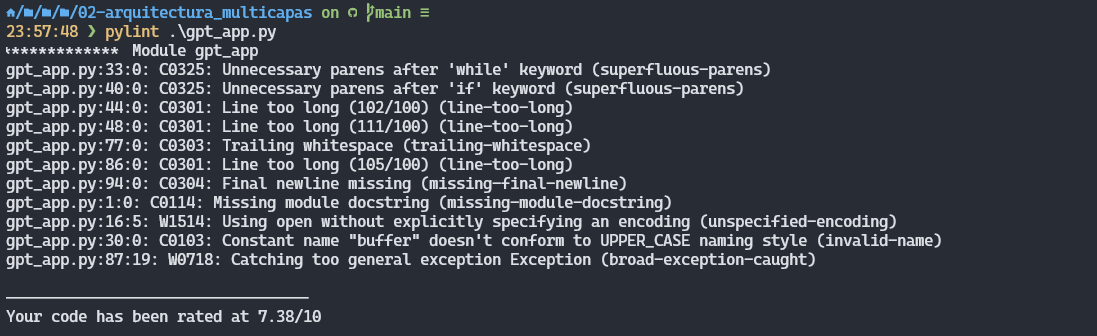 ~/▪/▪/▪/02-arquitectura_multicapas on main ≡
23:57:48 ❯ pylint .\gpt_app.py
************* Module gpt_app
gpt_app.py:33:0: C0325: Unnecessary parens after 'while' keyword (superfluous-parens)
gpt_app.py:40:0: C0325: Unnecessary parens after 'if' keyword (superfluous-parens)
gpt_app.py:44:0: C0301: Line too long (102/100) (line-too-long)
gpt_app.py:48:0: C0301: Line too long (111/100) (line-too-long)
gpt_app.py:77:0: C0303: Trailing whitespace (trailing-whitespace)
gpt_app.py:86:0: C0301: Line too long (105/100) (line-too-long)
gpt_app.py:94:0: C0304: Final newline missing (missing-final-newline)
gpt_app.py:1:0: C0114: Missing module docstring (missing-module-docstring)
gpt_app.py:16:5: W1514: Using open without explicitly specifying an encoding (unspecified-encoding)
gpt_app.py:30:0: C0103: Constant name "buffer" doesn't conform to UPPER_CASE naming style (invalid-name)
gpt_app.py:87:19: W0718: Catching too general exception Exception (broad-exception-caught)
Your code has been rated at 7.38/10